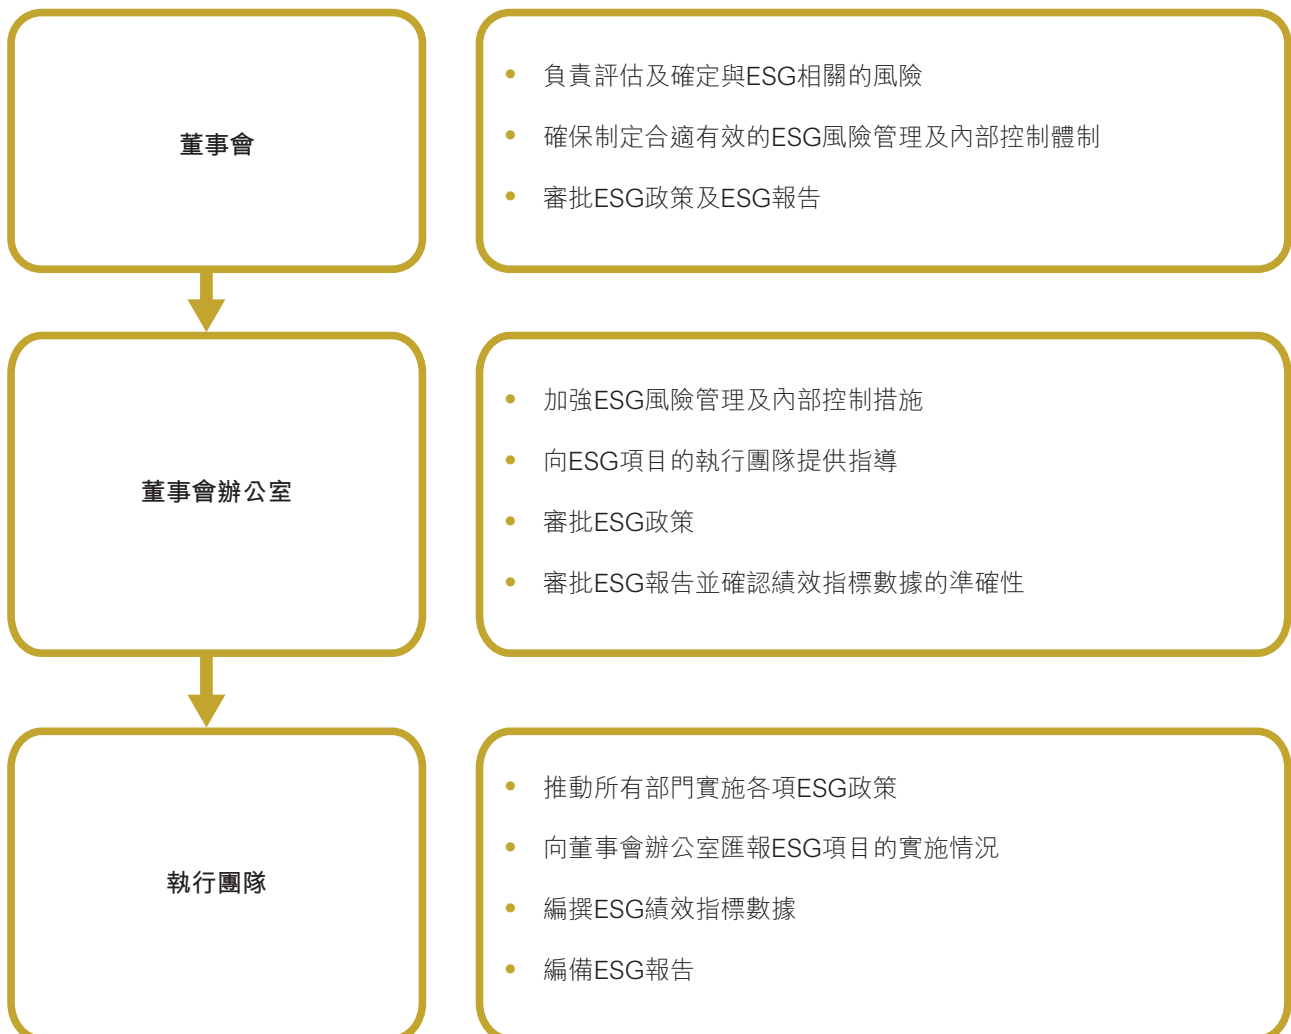 董事會
• 負責評估及確定與ESG相關的風險
• 確保制定合適有效的ESG風險管理及內部控制體制
• 審批ESG政策及ESG報告
董事會辦公室
• 加強ESG風險管理及內部控制措施
• 向ESG項目的執行團隊提供指導
• 審批ESG政策
• 審批ESG報告並確認績效指標數據的準確性
執行團隊
• 推動所有部門實施各項ESG政策
• 向董事會辦公室匯報ESG項目的實施情況
• 編撰ESG績效指標數據
• 編備ESG報告